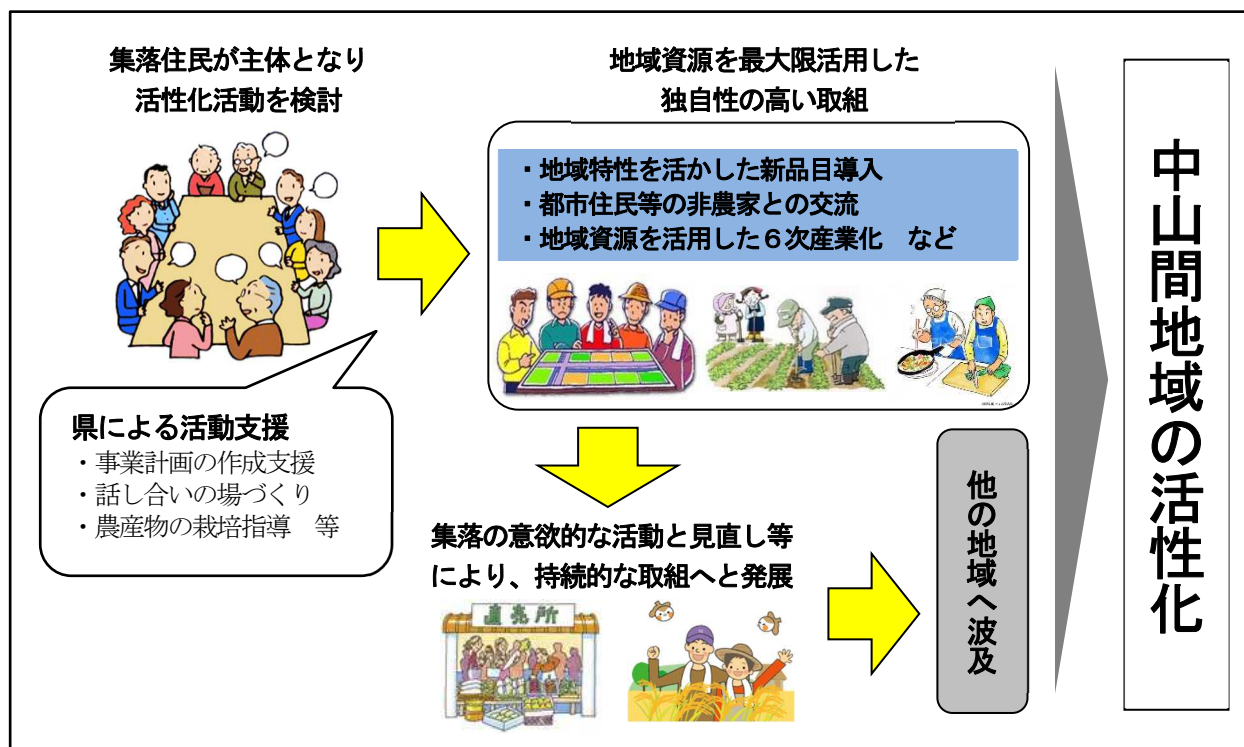 集落住民が主体となり
活性化活動を検討
地域資源を最大限活用した
独自性の高い取組
・地域特性を活かした新品目導入
・都市住民等の非農家との交流
・地域資源を活用した６次産業化　など
県による活動支援
・事業計画の作成支援
・話し合いの場づくり
・農産物の栽培指導　等
集落の意欲的な活動と見直し等
により、持続的な取組へと発展
直売所
他の地域へ波及
中山間地域の活性化